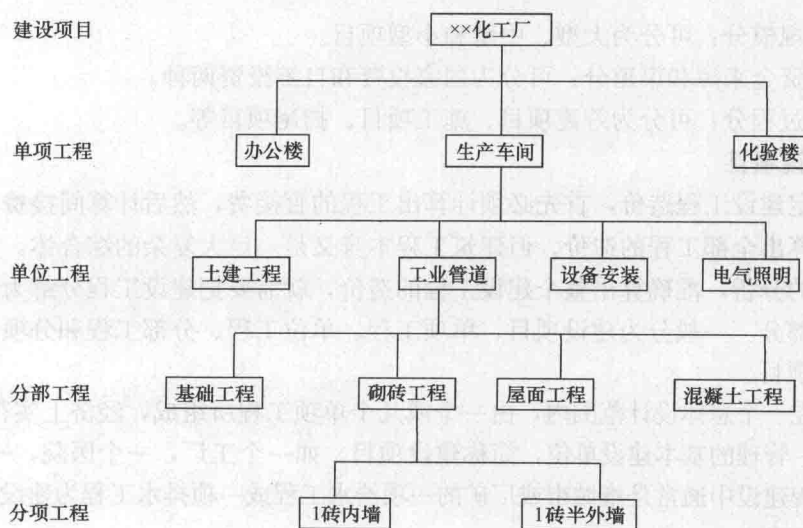 建设项目 ××化工厂
单项工程 办公楼 生产车间 化验楼
单位工程 土建工程 工业管道 设备安装 电气照明
分部工程 基础工程 砌砖工程 屋面工程 混凝土工程
分项工程 1砖内墙 1砖半外墙